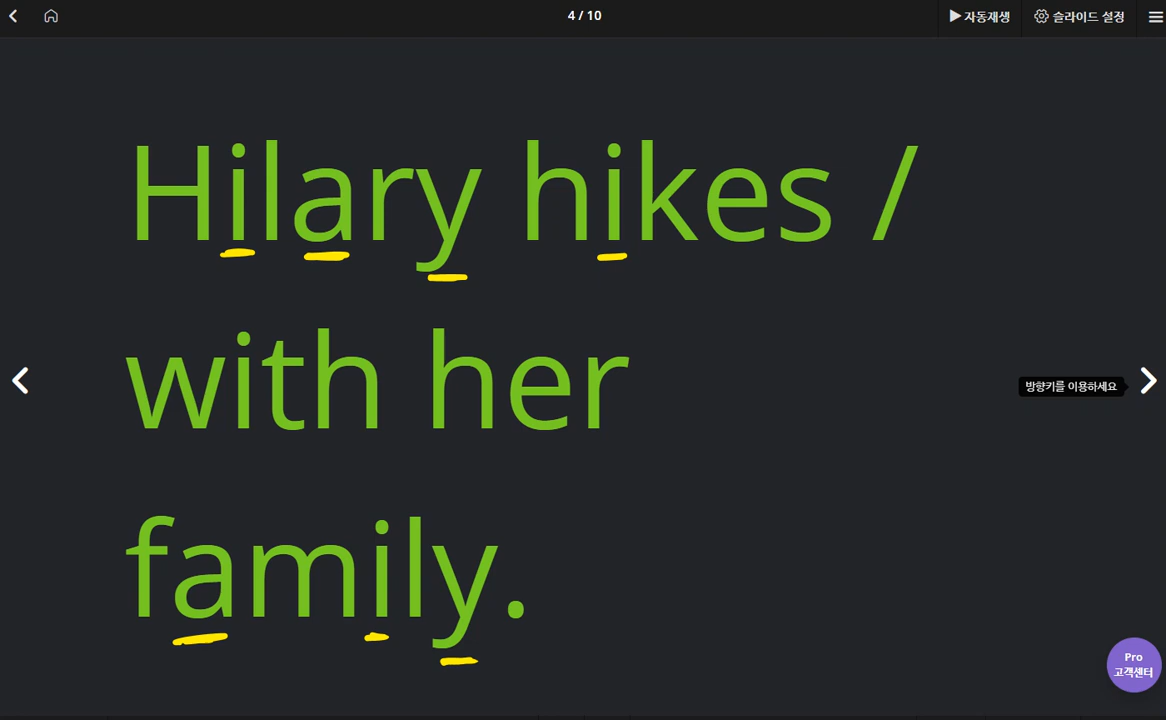 4 / 10
▶ 자동재생
슬라이드 설정
Hilary hikes /
with her
방향키를 이용하세요
family.
Pro
고객센터